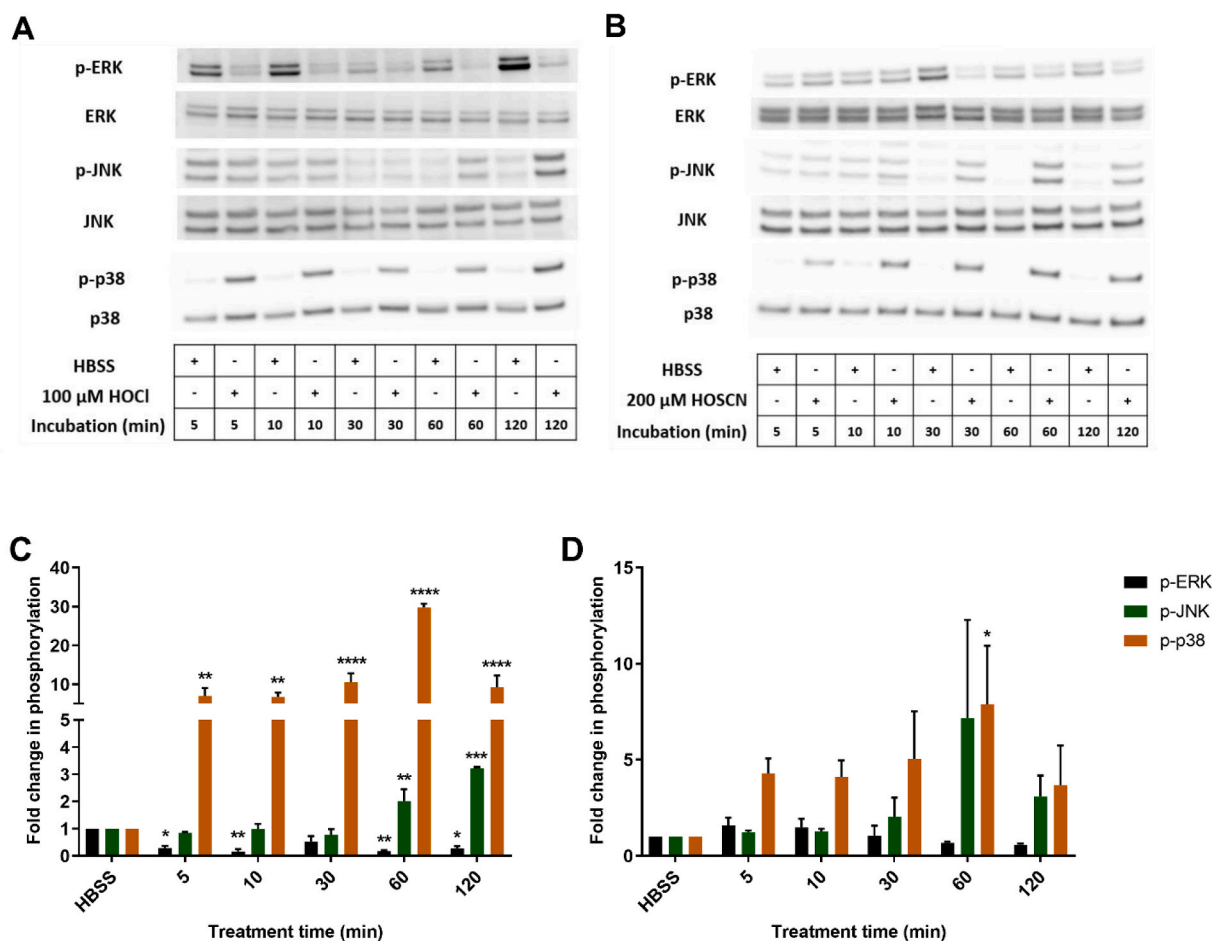 A
p-ERK
ERK
p-JNK
JNK
p-p38
p38
HBSS + - + - + - + - + -
100 µM HOCl - + - + - + - + - +
Incubation (min) 5 5 10 10 30 30 60 60 120 120
B
p-ERK
ERK
p-JNK
JNK
p-p38
p38
HBSS + - + - + - + - + -
200 µM HOSCN - + - + - + - + - +
Incubation (min) 5 5 10 10 30 30 60 60 120 120
C
Fold change in phosphorylation
40
30
20
10
5
4
3
2
1
0
* ** ** ** **** ** ** **** * *** ****
HBSS 5 10 30 60 120
Treatment time (min)
D
Fold change in phosphorylation
15
10
5
0
*
HBSS 5 10 30 60 120
Treatment time (min)
p-ERK
p-JNK
p-p38